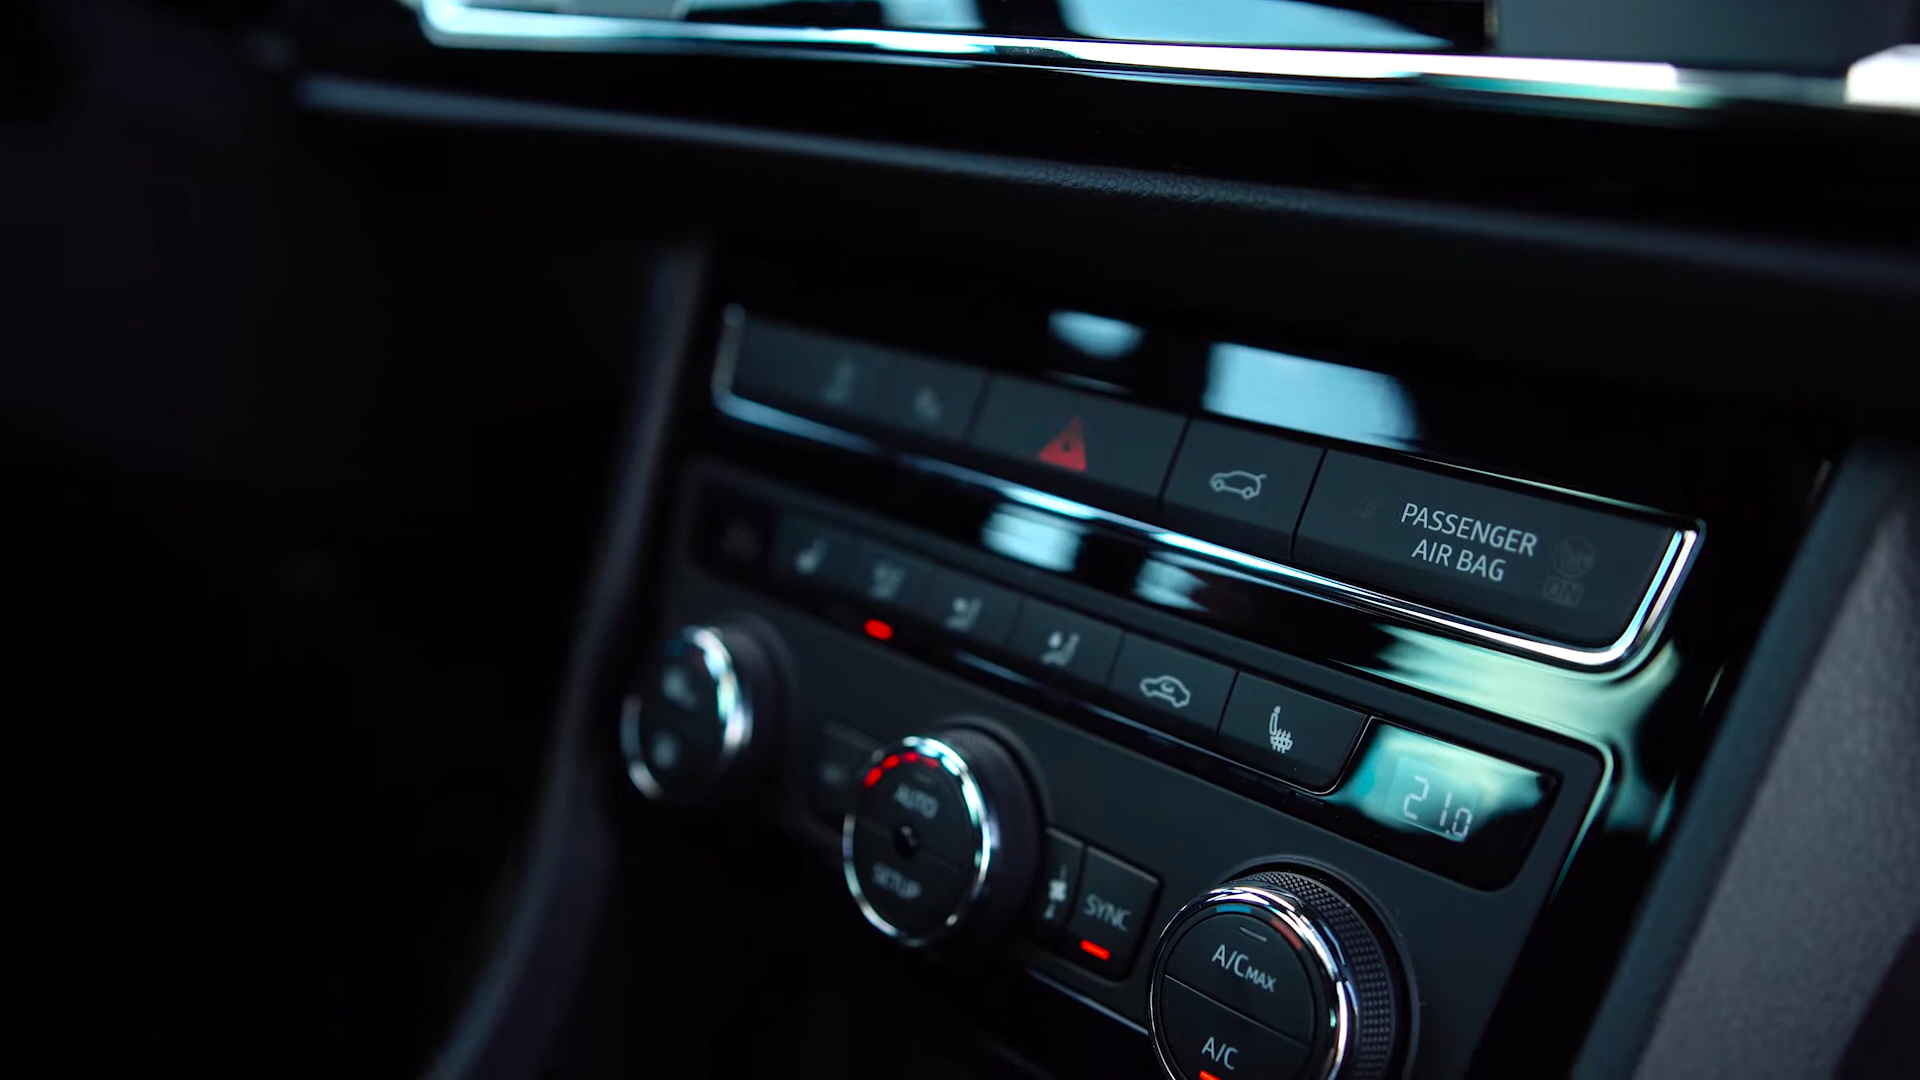 PASSENGER
AIR BAG
ON
21.0
AUTO
SETUP
SYNC
A/C MAX
A/C